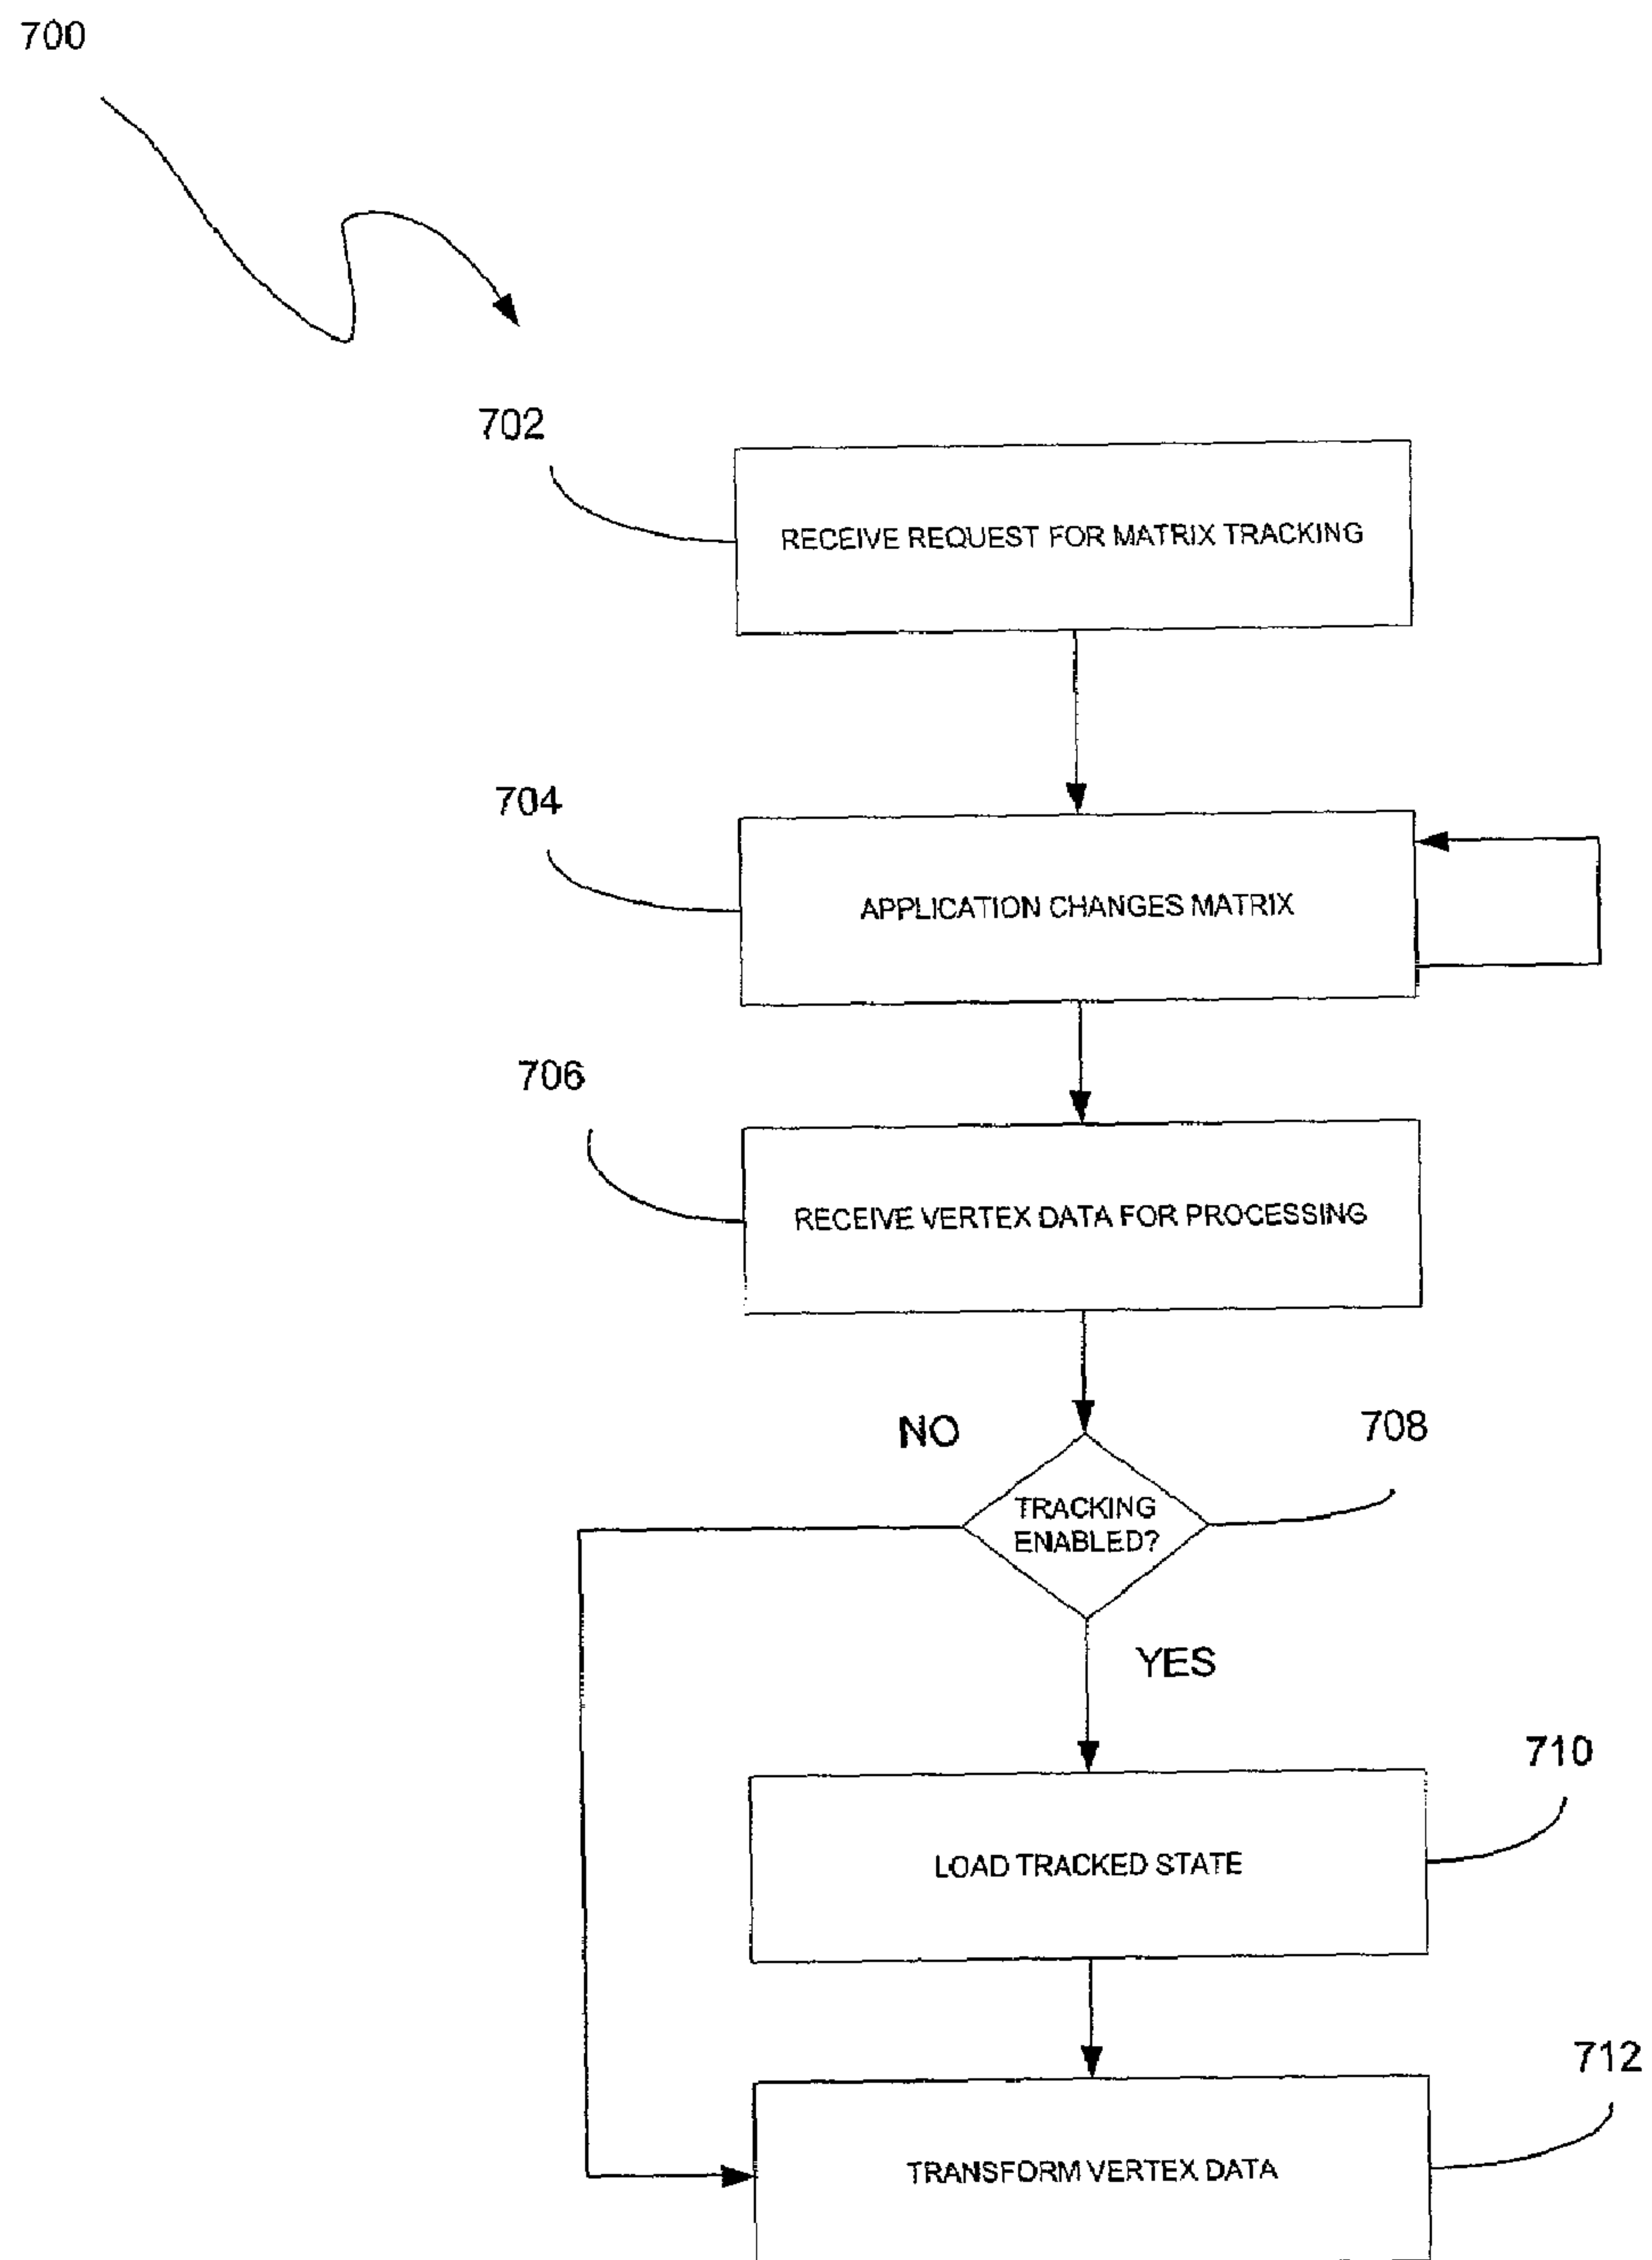 700
702
RECEIVE REQUEST FOR MATRIX TRACKING
704
APPLICATION CHANGES MATRIX
706
RECEIVE VERTEX DATA FOR PROCESSING
NO
708
TRACKING
ENABLED?
YES
710
LOAD TRACKED STATE
712
TRANSFORM VERTEX DATA